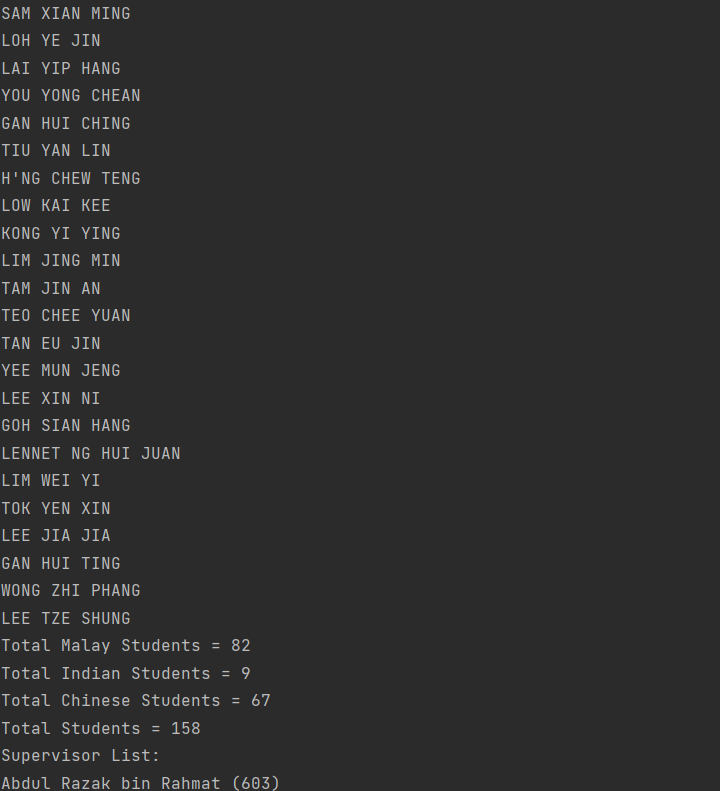 SAM XIAN MING
LOH YE JIN
LAI YIP HANG
YOU YONG CHEAN
GAN HUI CHING
TIU YAN LIN
H'NG CHEW TENG
LOW KAI KEE
KONG YI YING
LIM JING MIN
TAM JIN AN
TEO CHEE YUAN
TAN EU JIN
YEE MUN JENG
LEE XIN NI
GOH SIAN HANG
LENNET NG HUI JUAN
LIM WEI YI
TOK YEN XIN
LEE JIA JIA
GAN HUI TING
WONG ZHI PHANG
LEE TZE SHUNG
Total Malay Students = 82
Total Indian Students = 9
Total Chinese Students = 67
Total Students = 158
Supervisor List:
Abdul Razak bin Rahmat (603)